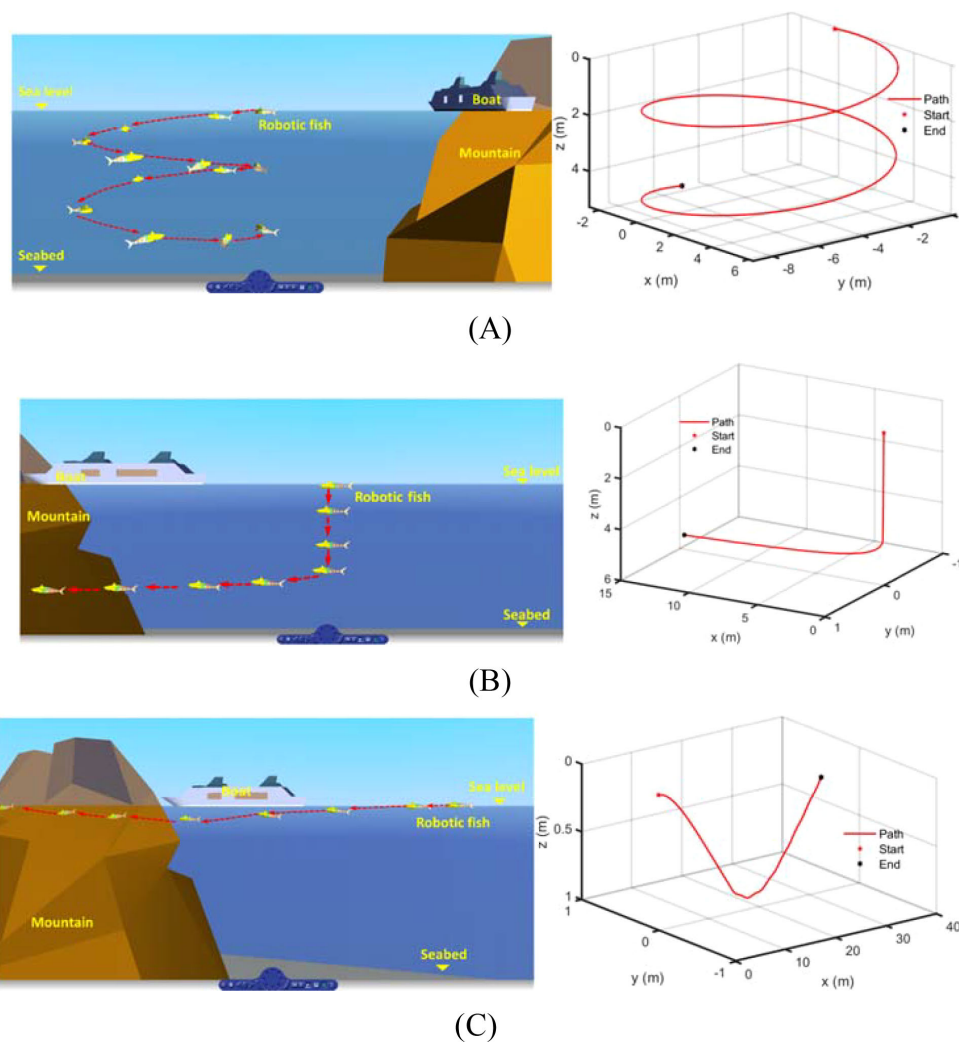 Sea level
Boat
Robotic fish
Mountain
Seabed
0
2
4
z (m)
-2
0
2
4
6
x (m)
-8
-6
-4
-2
y (m)
Path
Start
End
(A)
Boat
Sea level
Robotic fish
Mountain
Seabed
0
2
4
6
z (m)
15
10
5
0
x (m)
1
0
-1
y (m)
Path
Start
End
(B)
Boat
Sea level
Robotic fish
Mountain
Seabed
0
0.5
1
z (m)
1
0
-1
y (m)
0
10
20
30
40
x (m)
Path
Start
End
(C)